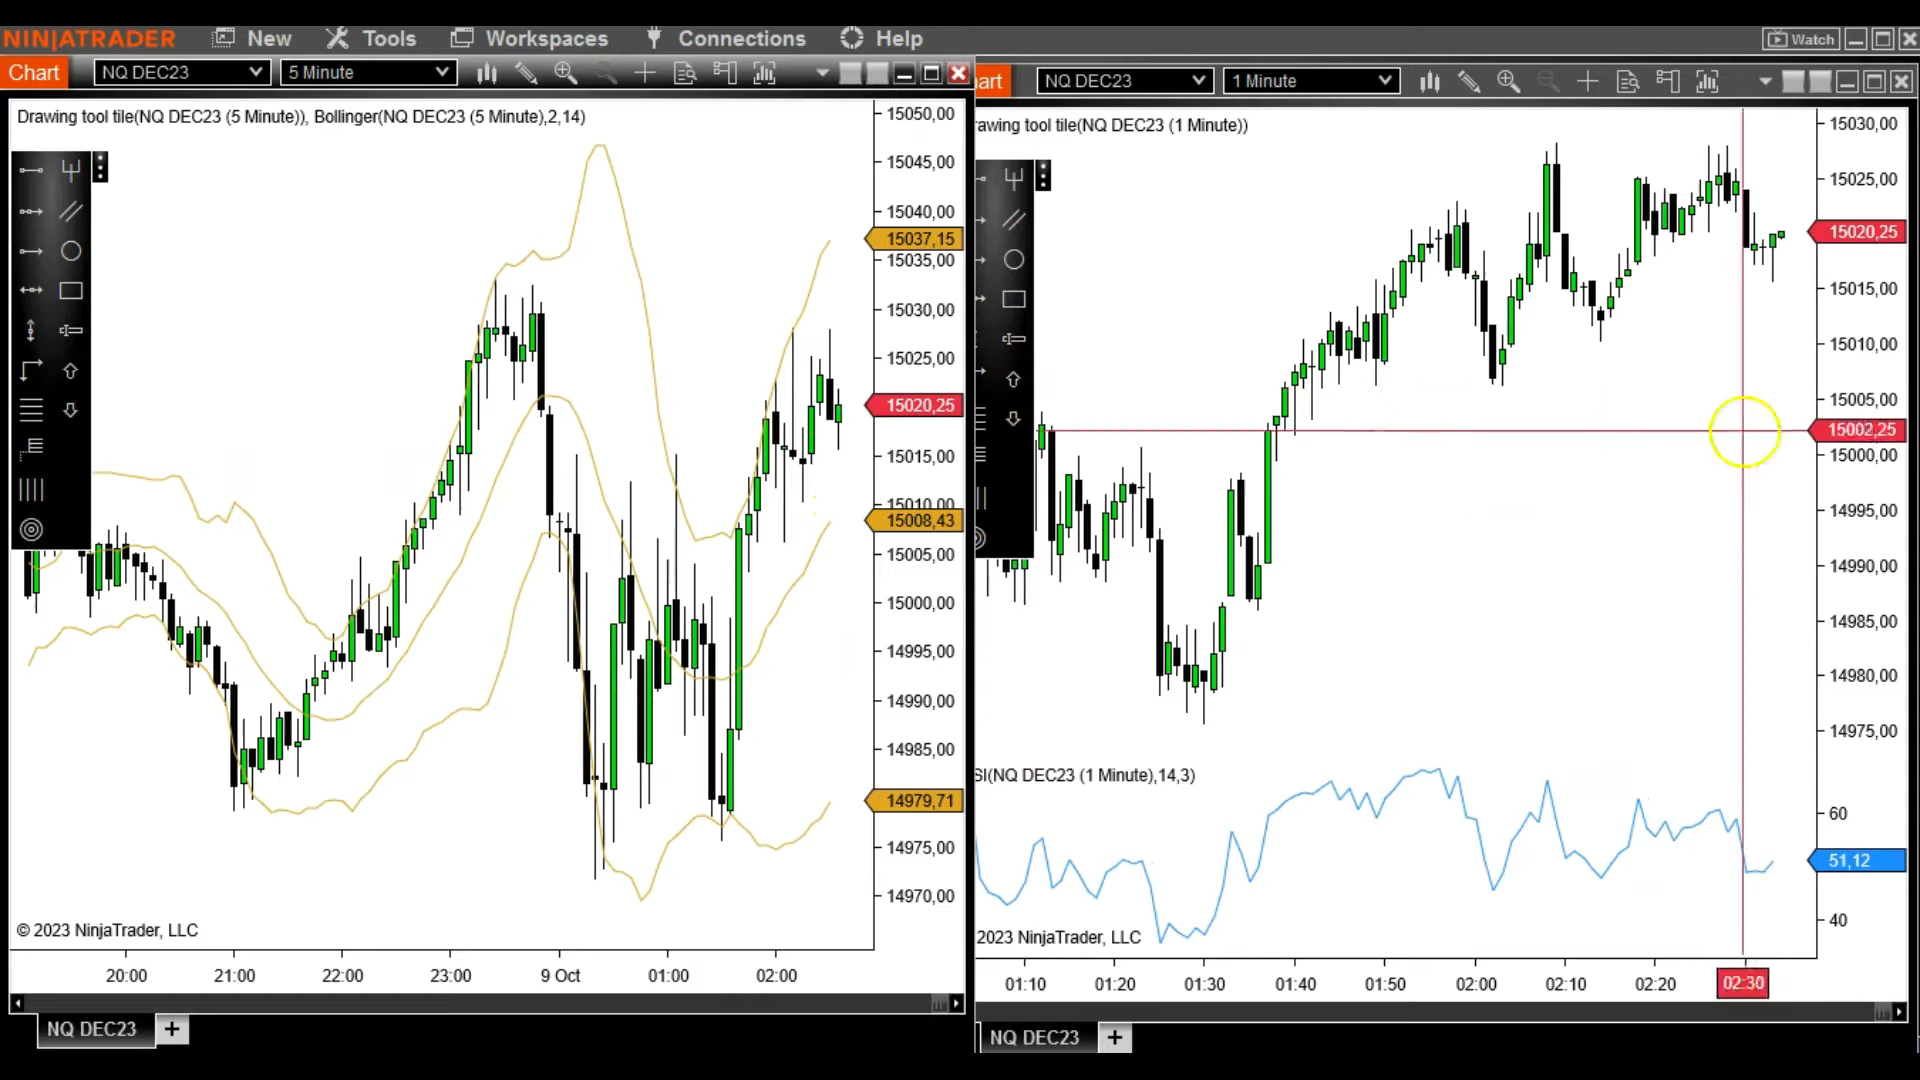 NINJATRADER New Tools Workspaces Connections Help Watch
Chart NQ DEC23 5 Minute
Drawing tool tile(NQ DEC23 (5 Minute)), Bollinger(NQ DEC23 (5 Minute),2,14)
15050,00
15045,00
15040,00
15037,15
15035,00
15030,00
15025,00
15020,25
15015,00
15010,00
15008,43
15005,00
15000,00
14995,00
14990,00
14985,00
14979,71
14975,00
14970,00
© 2023 NinjaTrader, LLC
20:00 21:00 22:00 23:00 9 Oct 01:00 02:00
NQ DEC23 +
art NQ DEC23 1 Minute
rawing tool tile(NQ DEC23 (1 Minute))
15030,00
15025,00
15020,25
15015,00
15010,00
15005,00
15002,25
15000,00
14995,00
14990,00
14985,00
14980,00
14975,00
SI(NQ DEC23 (1 Minute),14,3)
60
51,12
40
2023 NinjaTrader, LLC
01:10 01:20 01:30 01:40 01:50 02:00 02:10 02:20 02:30
NQ DEC23 +